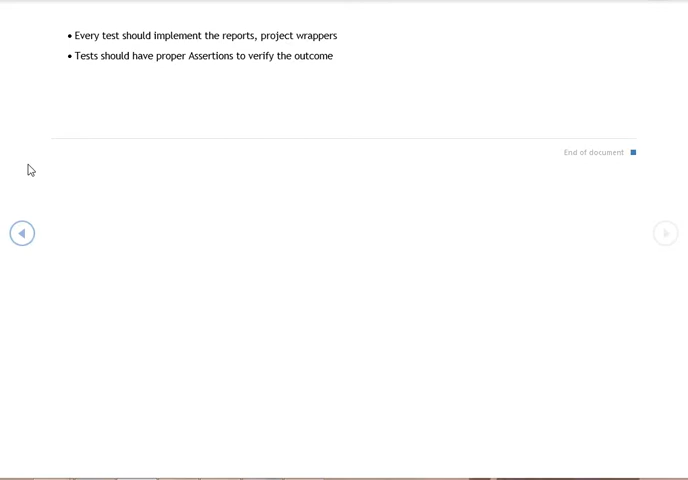 • Every test should implement the reports, project wrappers
• Tests should have proper Assertions to verify the outcome
End of document